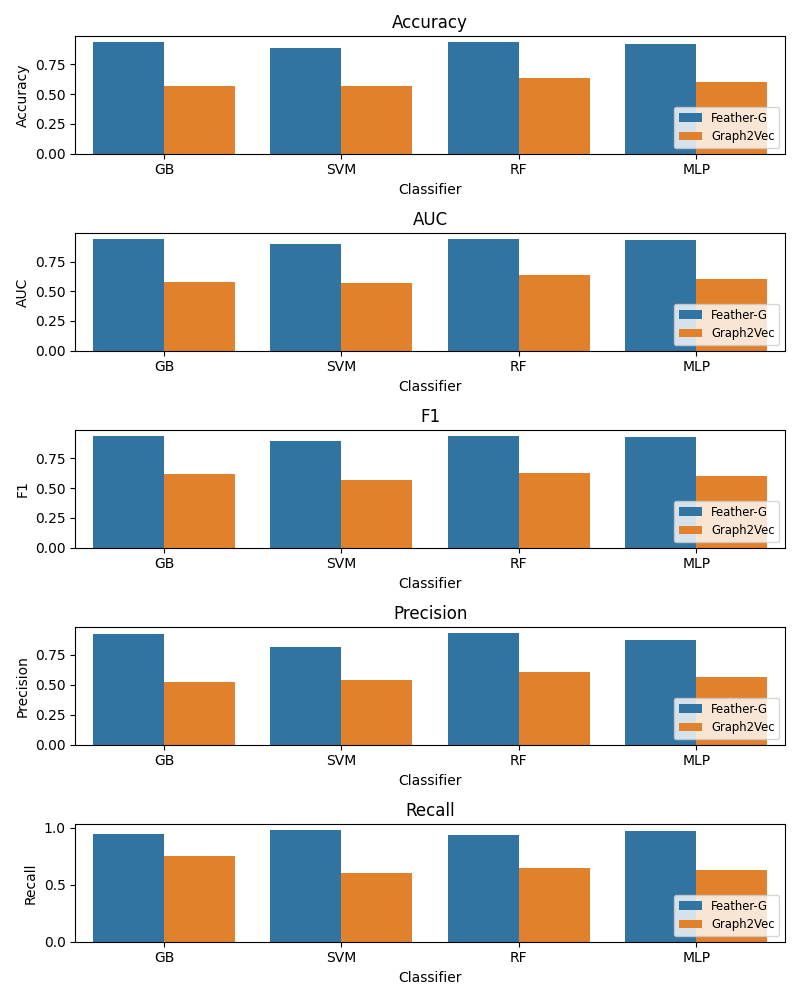 Accuracy
Accuracy
0.75
0.50
0.25
0.00
Feather-G
Graph2Vec
GB SVM RF MLP
Classifier
AUC
AUC
0.75
0.50
0.25
0.00
Feather-G
Graph2Vec
GB SVM RF MLP
Classifier
F1
F1
0.75
0.50
0.25
0.00
Feather-G
Graph2Vec
GB SVM RF MLP
Classifier
Precision
Precision
0.75
0.50
0.25
0.00
Feather-G
Graph2Vec
GB SVM RF MLP
Classifier
Recall
Recall
1.0
0.5
0.0
Feather-G
Graph2Vec
GB SVM RF MLP
Classifier